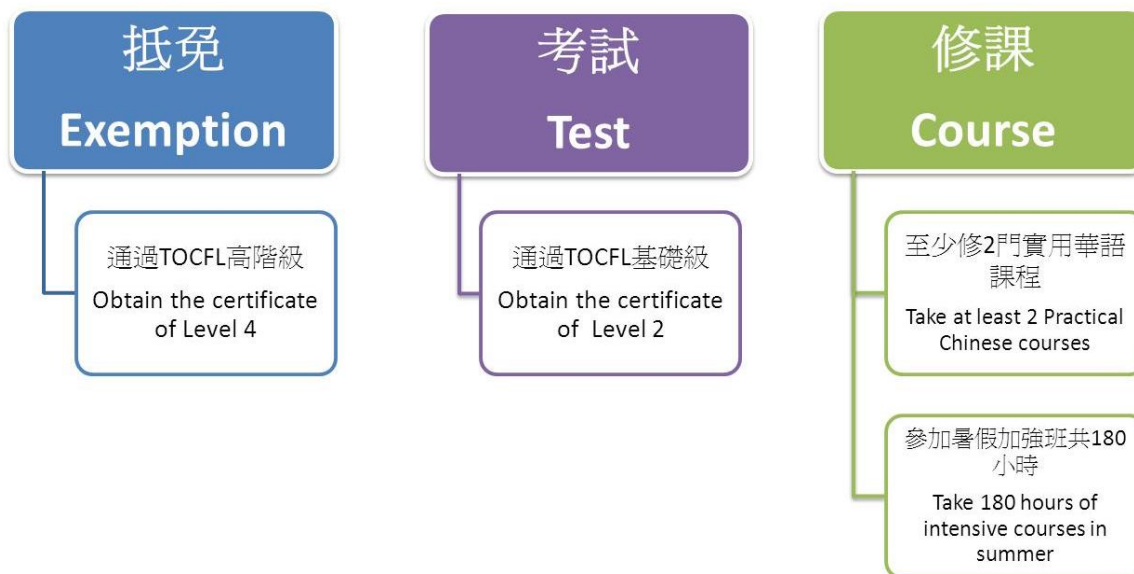 抵免
Exemption
通過TOCFL高階級
Obtain the certificate
of Level 4
考試
Test
通過TOCFL基礎級
Obtain the certificate
of Level 2
修課
Course
至少修2門實用華語
課程
Take at least 2 Practical
Chinese courses
參加暑假加強班共180
小時
Take 180 hours of
intensive courses in
summer